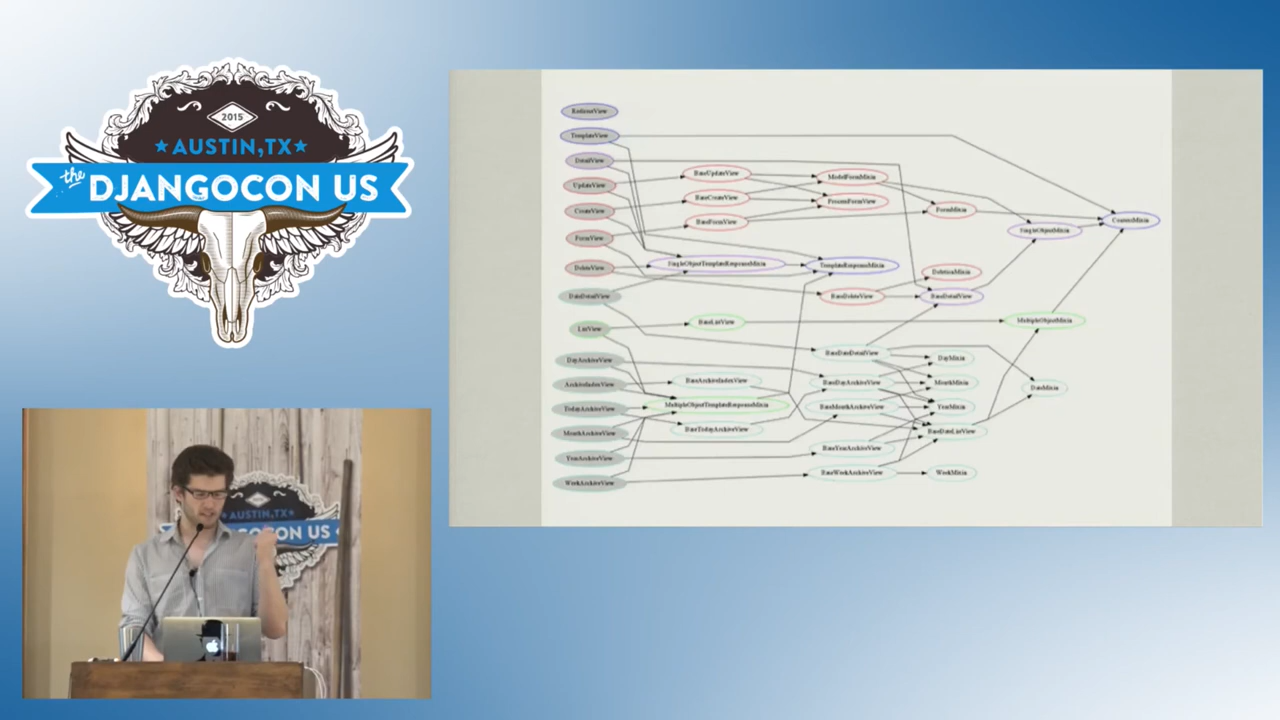 2015
AUSTIN,TX
the
DJANGOCON US
RedirectView
TemplateView
DetailView
UpdateView
CreateView
FormView
DeleteView
DateDetailView
ListView
DayArchiveView
ArchiveIndexView
TodayArchiveView
MonthArchiveView
YearArchiveView
WeekArchiveView
BaseUpdateView
BaseCreateView
BaseFormView
SingleObjectTemplateResponseMixin
BaseListView
BaseArchiveIndexView
MultipleObjectTemplateResponseMixin
BaseTodayArchiveView
ModelFormMixin
ProcessFormView
TemplateResponseMixin
BaseDeleteView
BaseDateDetailView
BaseDayArchiveView
BaseMonthArchiveView
BaseYearArchiveView
BaseWeekArchiveView
FormMixin
DeletionMixin
BaseDetailView
DayMixin
MonthMixin
YearMixin
BaseDateListView
WeekMixin
SingleObjectMixin
MultipleObjectMixin
DateMixin
ContextMixin
AUSTIN,TX
CON US